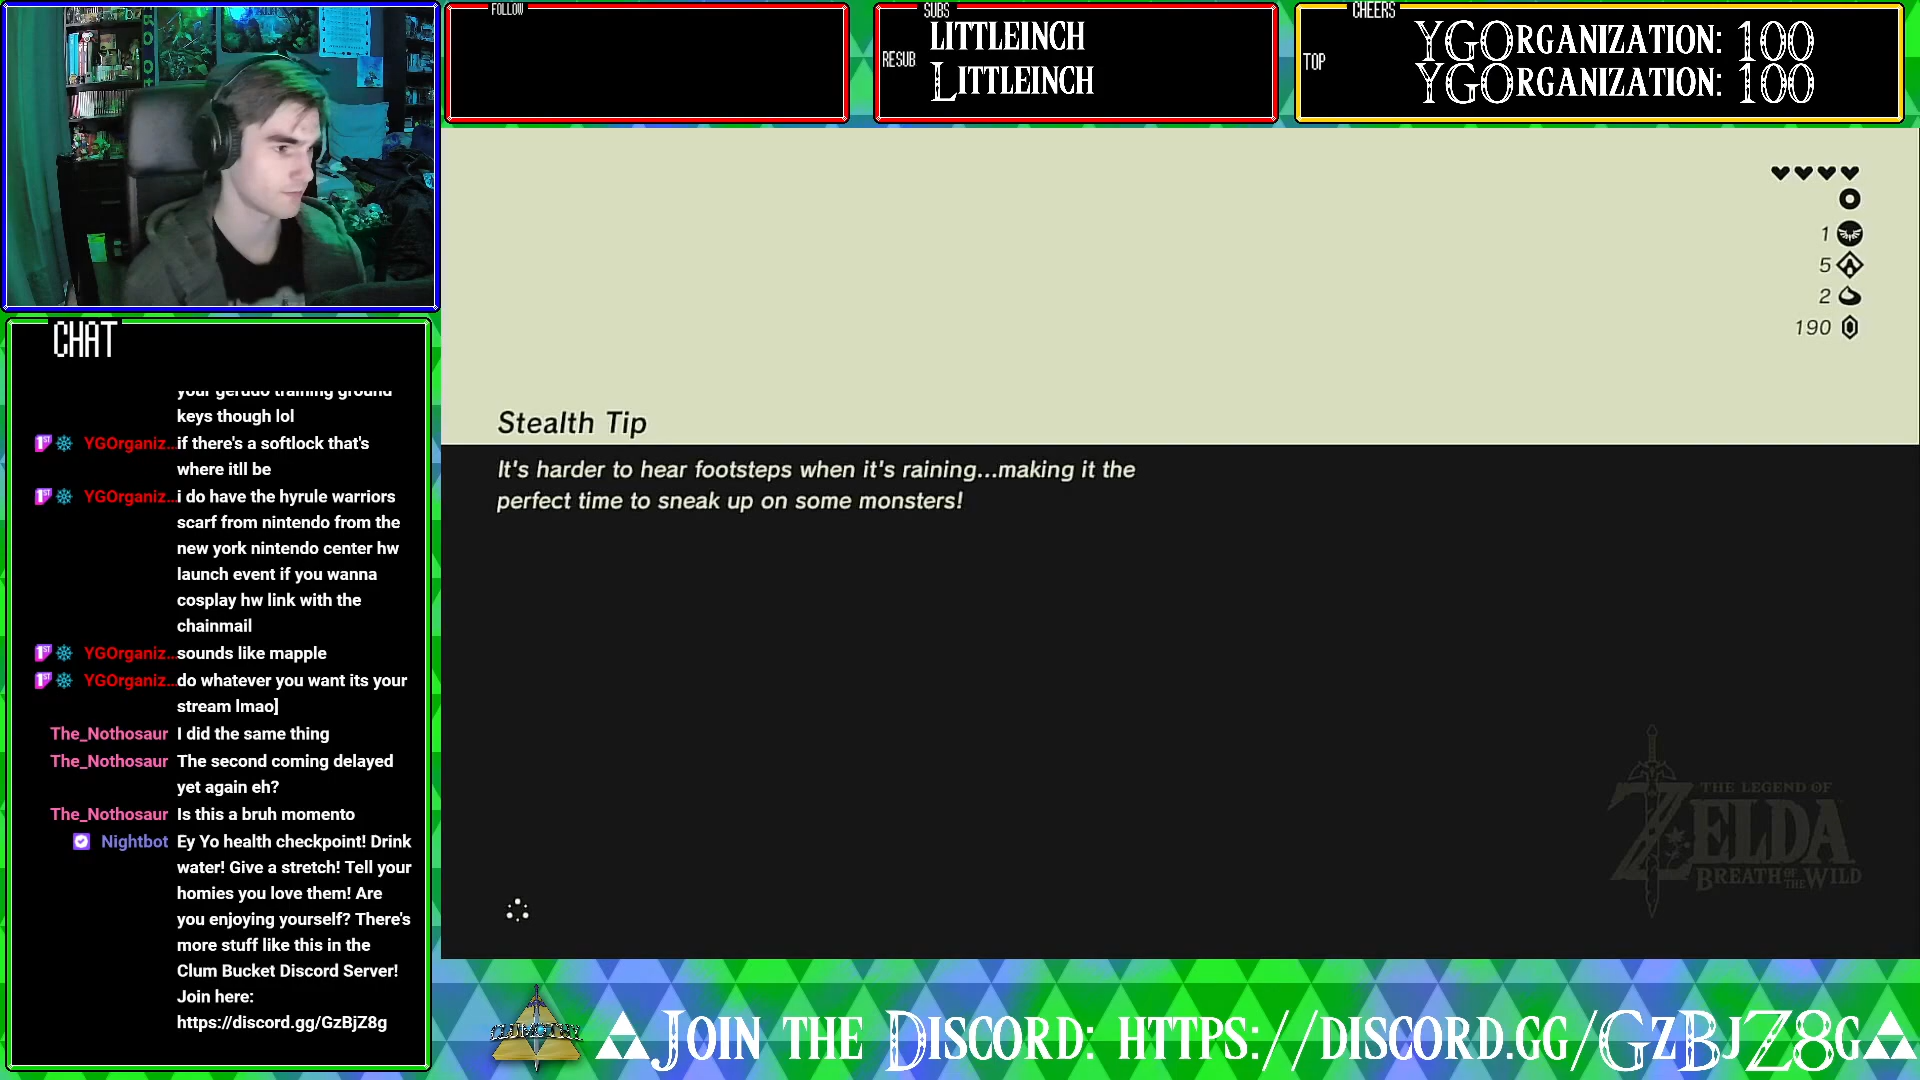 FOLLOW
SUBS
RESUB
LITTLEINCH
LITTLEINCH
CHEERS
TOP
YGORGANIZATION: 100
YGORGANIZATION: 100
1
5
2
190
Stealth Tip
It's harder to hear footsteps when it's raining...making it the
perfect time to sneak up on some monsters!
THE LEGEND OF
ZELDA
BREATH OF THE WILD
CHAT
your gerudo training ground
keys though lol
YGOrganiz... if there's a softlock that's
where itll be
YGOrganiz... i do have the hyrule warriors
scarf from nintendo from the
new york nintendo center hw
launch event if you wanna
cosplay hw link with the
chainmail
YGOrganiz... sounds like mapple
YGOrganiz... do whatever you want its your
stream lmao]
The_Nothosaur I did the same thing
The_Nothosaur The second coming delayed
yet again eh?
The_Nothosaur Is this a bruh momento
Nightbot Ey Yo health checkpoint! Drink
water! Give a stretch! Tell your
homies you love them! Are
you enjoying yourself? There's
more stuff like this in the
Clum Bucket Discord Server!
Join here:
https://discord.gg/GzBjZ8g
JOIN THE DISCORD: HTTPS://DISCORD.GG/GZBJZ8G